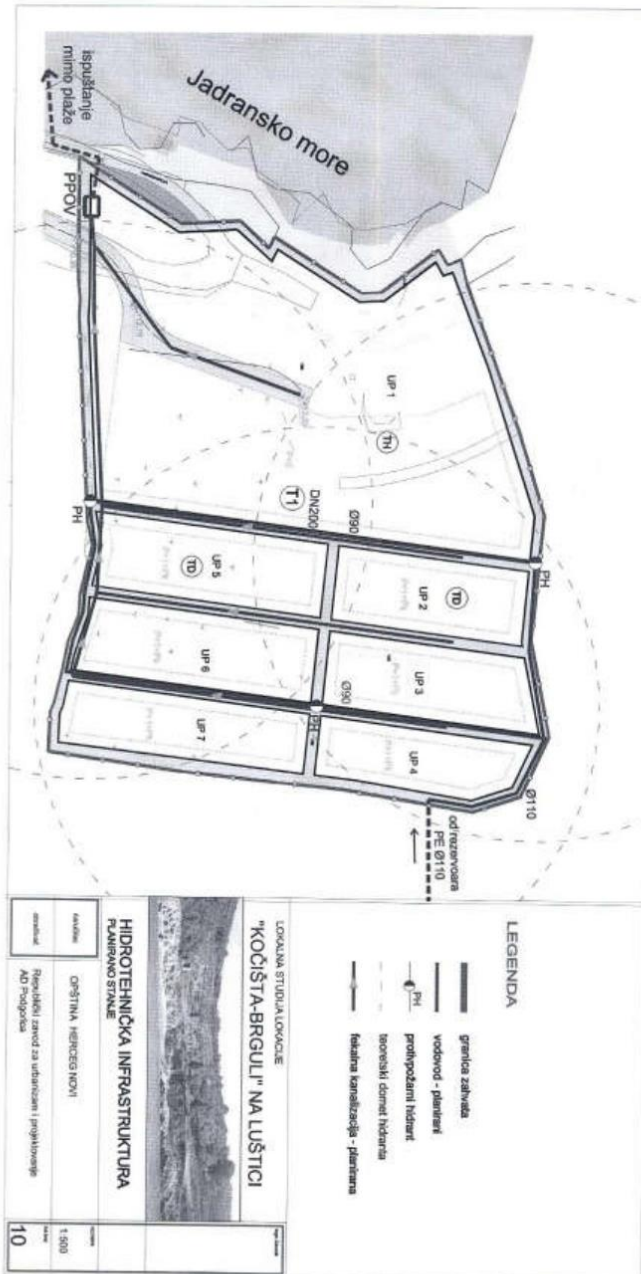 Jadransko more
ispuštanje
mimo plaže
PPOV
UP 1
TH
T1
DN200
Ø90
PH
PH
UP 5
TD
UP 2
TD
UP 6
UP 3
Ø90
PH
UP 7
UP 4
Ø110
od rezervoara
PE Ø110
LEGENDA
granica zahvata
vodovod - planirani
PH
protivpožarni hidrant
teoretski domet hidranta
fekalna kanalizacija - planirana
LOKALNA STUDIJA LOKACIJE
"KOČIŠTA-BRGULI" NA LUŠTICI
HIDROTEHNIČKA INFRASTRUKTURA
PLANIRANO STANJE
OPŠTINA HERCEG NOVI
1:500
Republički zavod za urbanizam i projektovanje
AD Podgorica
10